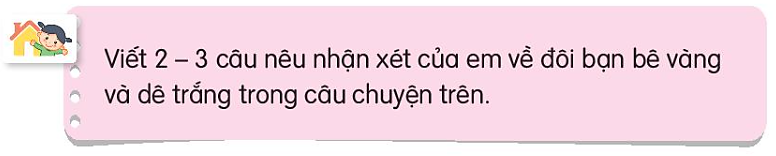 Viết 2 – 3 câu nêu nhận xét của em về đôi bạn bê vàng
và dê trắng trong câu chuyện trên.